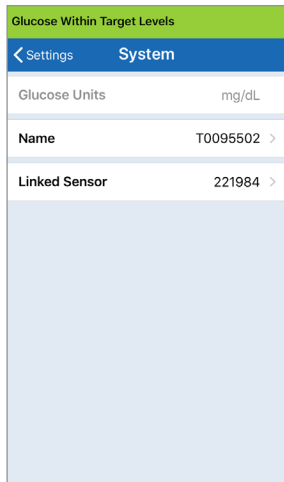 Glucose Within Target Levels
Settings System
Glucose Units mg/dL
Name T0095502
Linked Sensor 221984